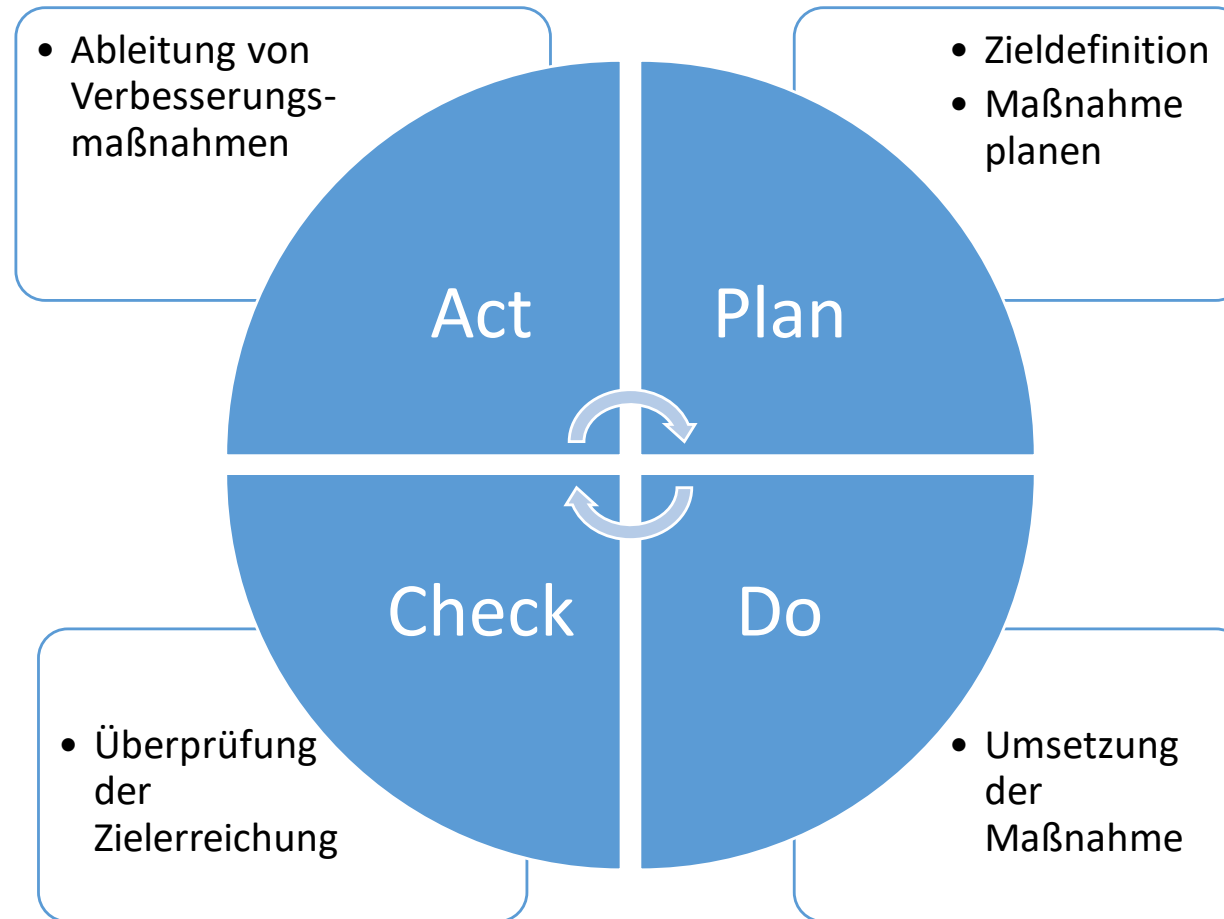 • Ableitung von
Verbesserungs-
maßnahmen
• Zieldefinition
• Maßnahme
planen
Act
Plan
Check
Do
• Überprüfung
der
Zielerreichung
• Umsetzung
der
Maßnahme